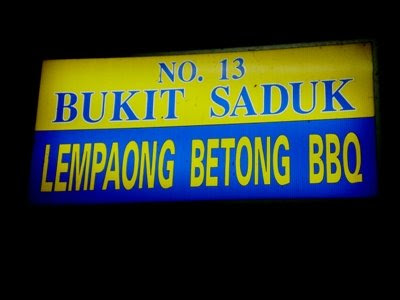 NO. 13
BUKIT SADUK
LEMPAONG BETONG BBQ